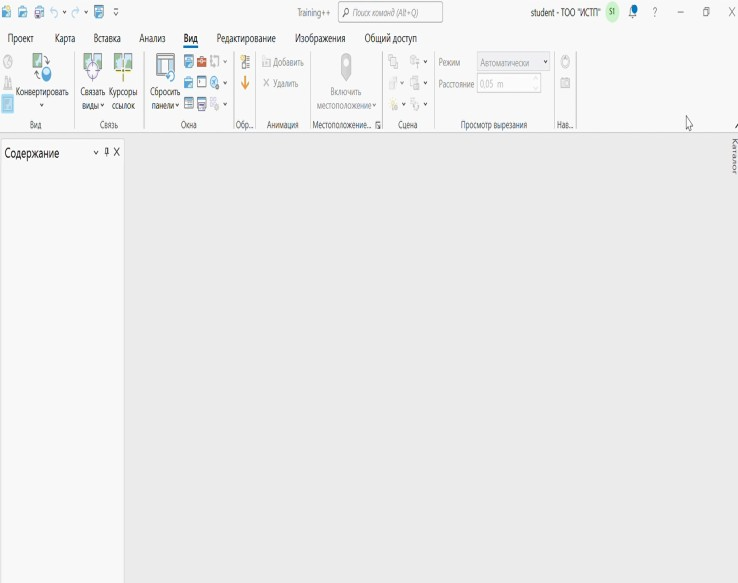 Training++
Поиск команд (Alt+Q)
student - ТОО "ИСТП"
S1
?
Проект Карта Вставка Анализ Вид Редактирование Изображения Общий доступ
Конвертировать
Связать виды
Курсоры ссылок
Сбросить панели
Добавить
Удалить
Включить местоположение
Режим Автоматически
Расстояние 0,05 m
Вид Связь Окна Обр... Анимация Местоположение... Сцена Просмотр вырезания Нав...
Содержание
Каталог